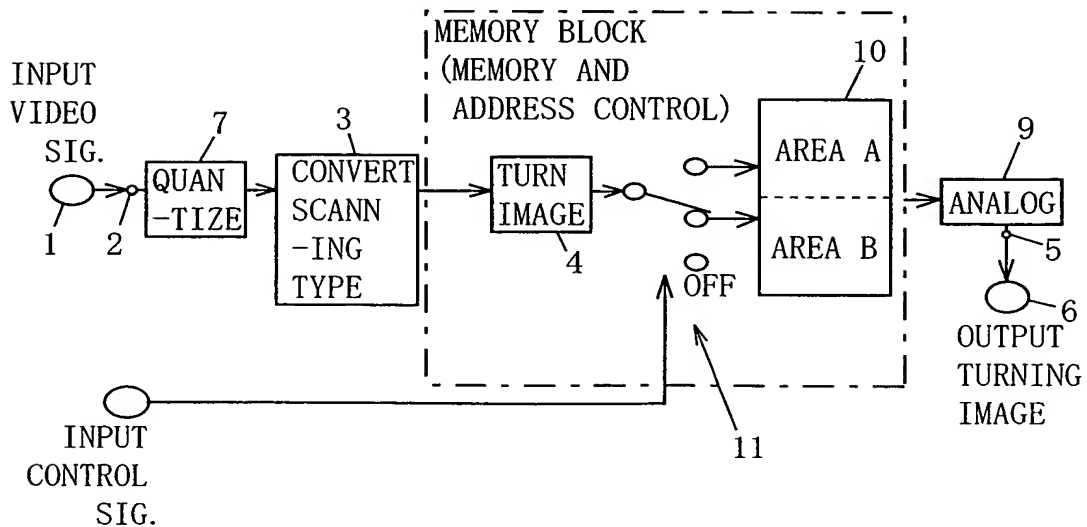 MEMORY BLOCK
(MEMORY AND
ADDRESS CONTROL)
INPUT
VIDEO
SIG.
1
2
7
QUAN
-TIZE
3
CONVERT
SCANN
-ING
TYPE
TURN
IMAGE
4
10
AREA A
AREA B
OFF
11
9
ANALOG
5
6
OUTPUT
TURNING
IMAGE
INPUT
CONTROL
SIG.